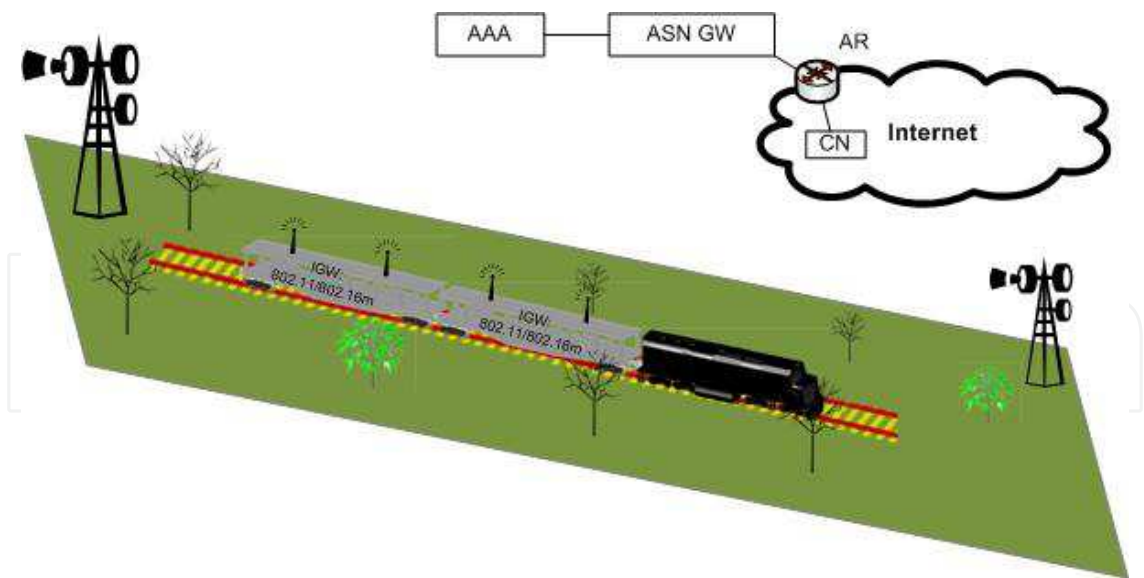 AAA
ASN GW
AR
Internet
CN
IGW:
802.11/802.16m
IGW:
802.11/802.16m